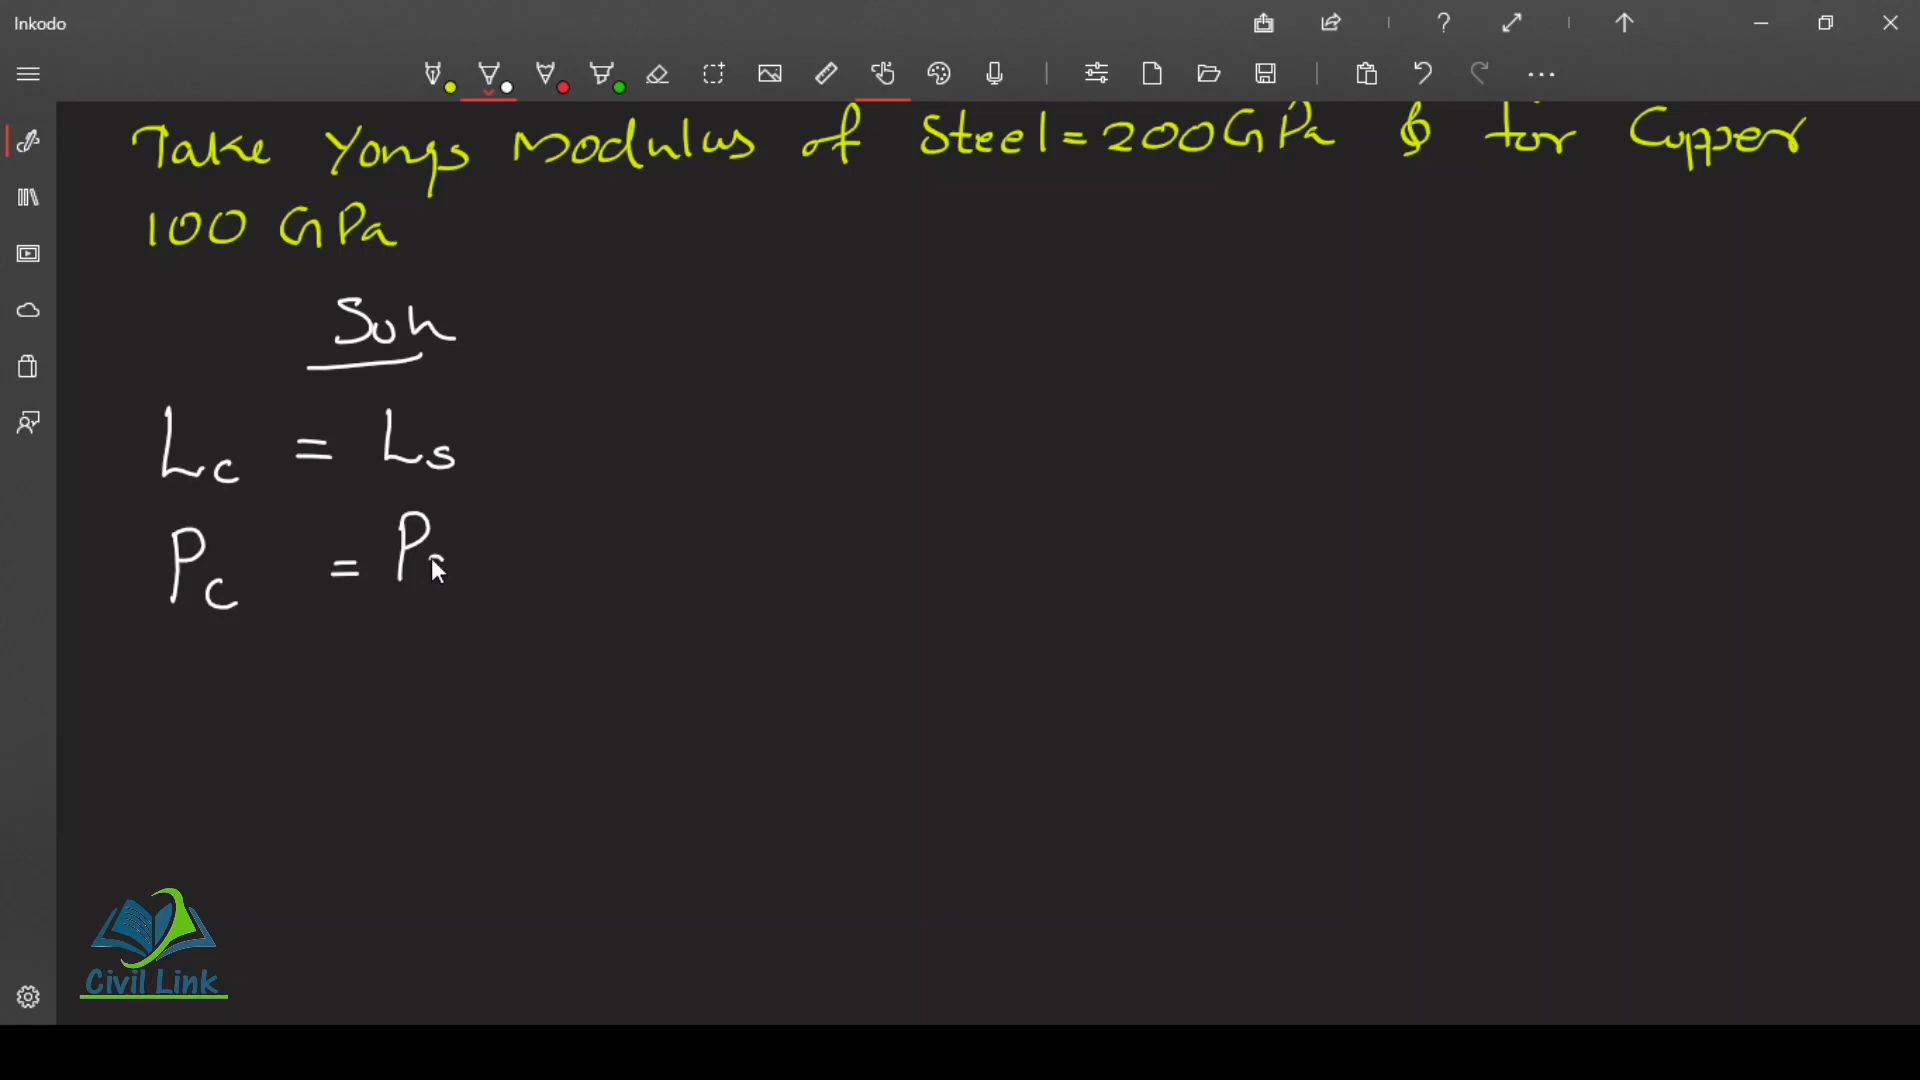 Inkodo
Take Yongs Modulus of Steel = 200 GPa & for Copper
100 GPa
Soln
Lc = Ls
Pc = Ps
Civil Link